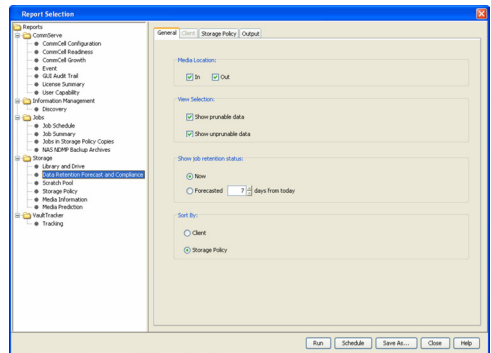 Report Selection
Reports
CommServe
CommCell Configuration
CommCell Readiness
CommCell Growth
Event
GUI Audit Trail
License Summary
User Capability
Information Management
Discovery
Jobs
Job Schedule
Job Summary
Jobs in Storage Policy Copies
NAS NDMP Backup Archives
Storage
Library and Drive
Data Retention Forecast and Compliance
Scratch Pool
Storage Policy
Media Information
Media Prediction
VaultTracker
Tracking
General Client Storage Policy Output
Media Location:
In Out
View Selection:
Show prunable data
Show unprunable data
Show job retention status:
Now
Forecasted 7 days from today
Sort By:
Client
Storage Policy
Run Schedule Save As... Close Help